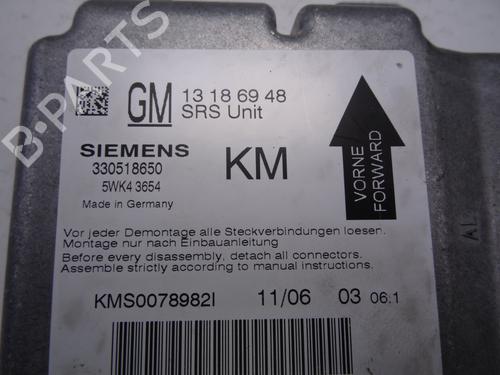 B-PARTS
GM 13 18 69 48
SRS Unit
SIEMENS
330518650
5WK4 3654
Made in Germany
KM
VORNE
FORWARD
Vor jeder Demontage alle Steckverbindungen loesen.
Montage nur nach Einbauanleitung
Before every disassembly, detach all connectors.
Assemble strictly according to manual instructions.
KMS0078982I 11/06 03 06.1